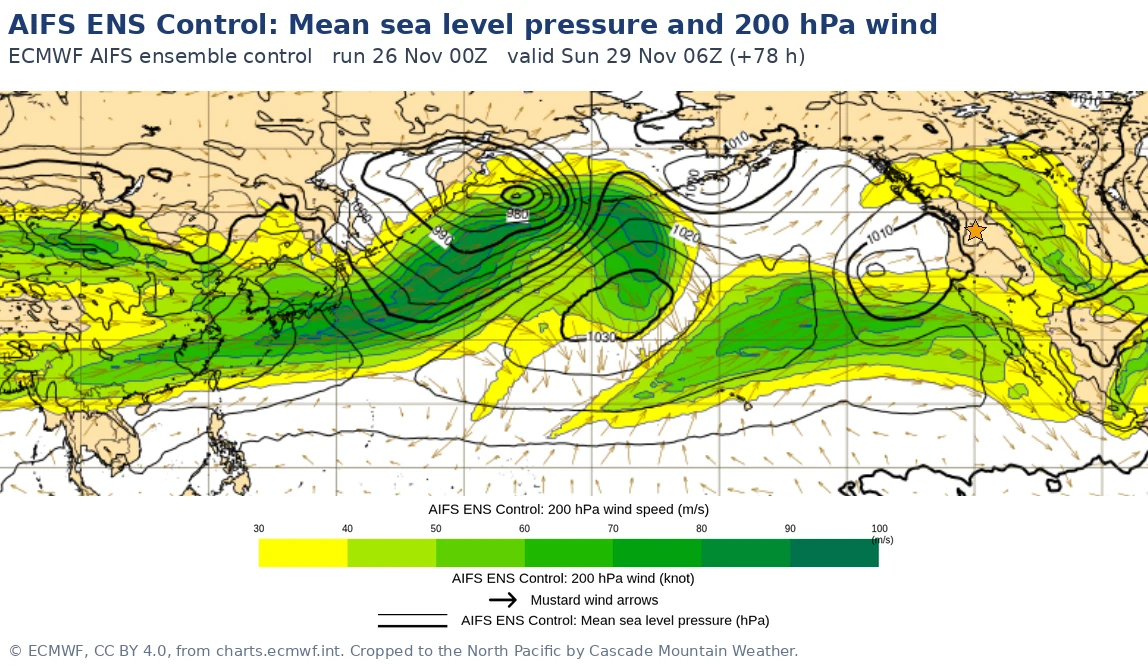 AIFS ENS Control: Mean sea level pressure and 200 hPa wind
ECMWF AIFS ensemble control run 26 Nov 00Z valid Sun 29 Nov 06Z (+78 h)
1010
1010
1020
1010
980
990
1030
AIFS ENS Control: 200 hPa wind speed (m/s)
30 40 50 60 70 80 90 100
(m/s)
AIFS ENS Control: 200 hPa wind (knot)
Mustard wind arrows
AIFS ENS Control: Mean sea level pressure (hPa)
© ECMWF, CC BY 4.0, from charts.ecmwf.int. Cropped to the North Pacific by Cascade Mountain Weather.